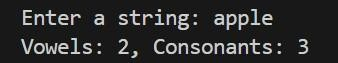 Enter a string: apple
Vowels: 2, Consonants: 3